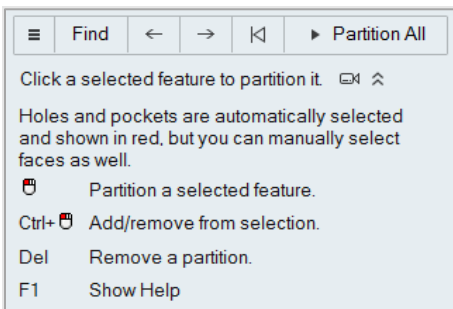 Find Partition All
Click a selected feature to partition it.
Holes and pockets are automatically selected
and shown in red, but you can manually select
faces as well.
Partition a selected feature.
Ctrl+ Add/remove from selection.
Del Remove a partition.
F1 Show Help